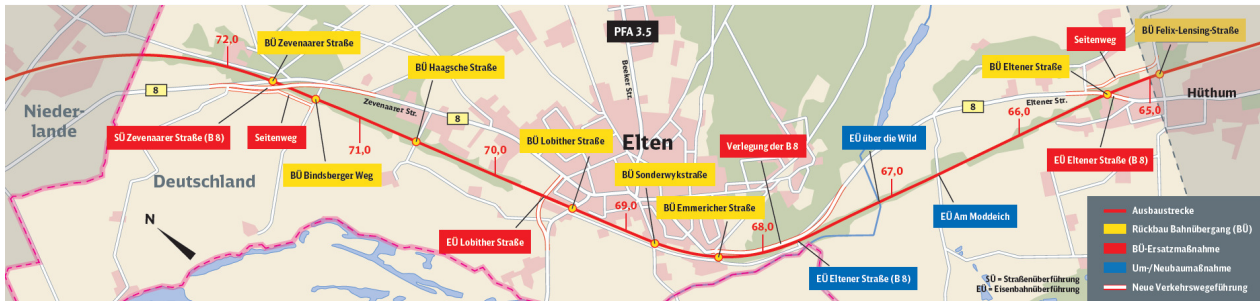 PFA 3.5
BÜ Zevenaarer Straße
72,0
BÜ Haagsche Straße
8
Nieder-
lande
Zevenaarer Str.
8
SÜ Zevenaarer Straße (B 8)
Seitenweg
71,0
BÜ Bindsberger Weg
Deutschland
70,0
N
BÜ Lobither Straße
Elten
Beeker Str.
BÜ Sonderwykstraße
Verlegung der B 8
EÜ über die Wild
69,0
BÜ Emmericher Straße
EÜ Lobither Straße
68,0
67,0
EÜ Eltener Straße (B 8)
EÜ Am Moddeich
8
66,0
Seitenweg
BÜ Felix-Lensing-Straße
BÜ Eltener Straße
Eltener Str.
65,0
Hüthum
EÜ Eltener Straße (B 8)
SÜ = Straßenüberführung
EÜ = Eisenbahnüberführung
Ausbaustrecke
Rückbau Bahnübergang (BÜ)
BÜ-Ersatzmaßnahme
Um-/Neubaumaßnahme
Neue Verkehrswegeführung